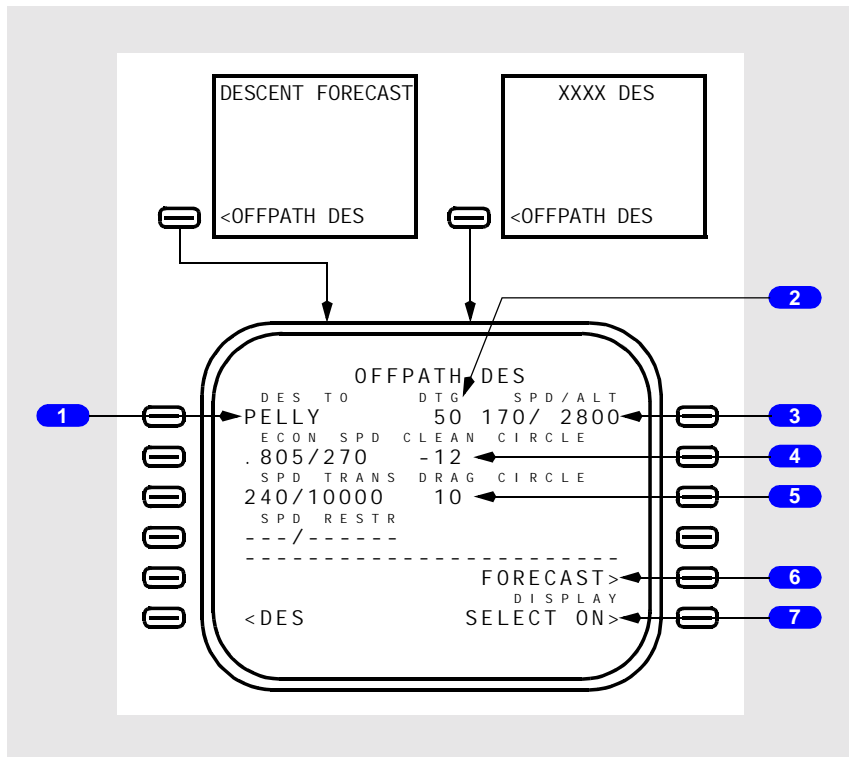 DESCENT FORECAST
<OFFPATH DES
XXXX DES
<OFFPATH DES
2
OFFPATH DES
DES TO DTG SPD/ALT
1
PELLY 50 170/ 2800
3
ECON SPD CLEAN CIRCLE
.805/270 -12
4
SPD TRANS DRAG CIRCLE
240/10000 10
5
SPD RESTR
---/------
------------------------
FORECAST>
6
DISPLAY
<DES SELECT ON>
7